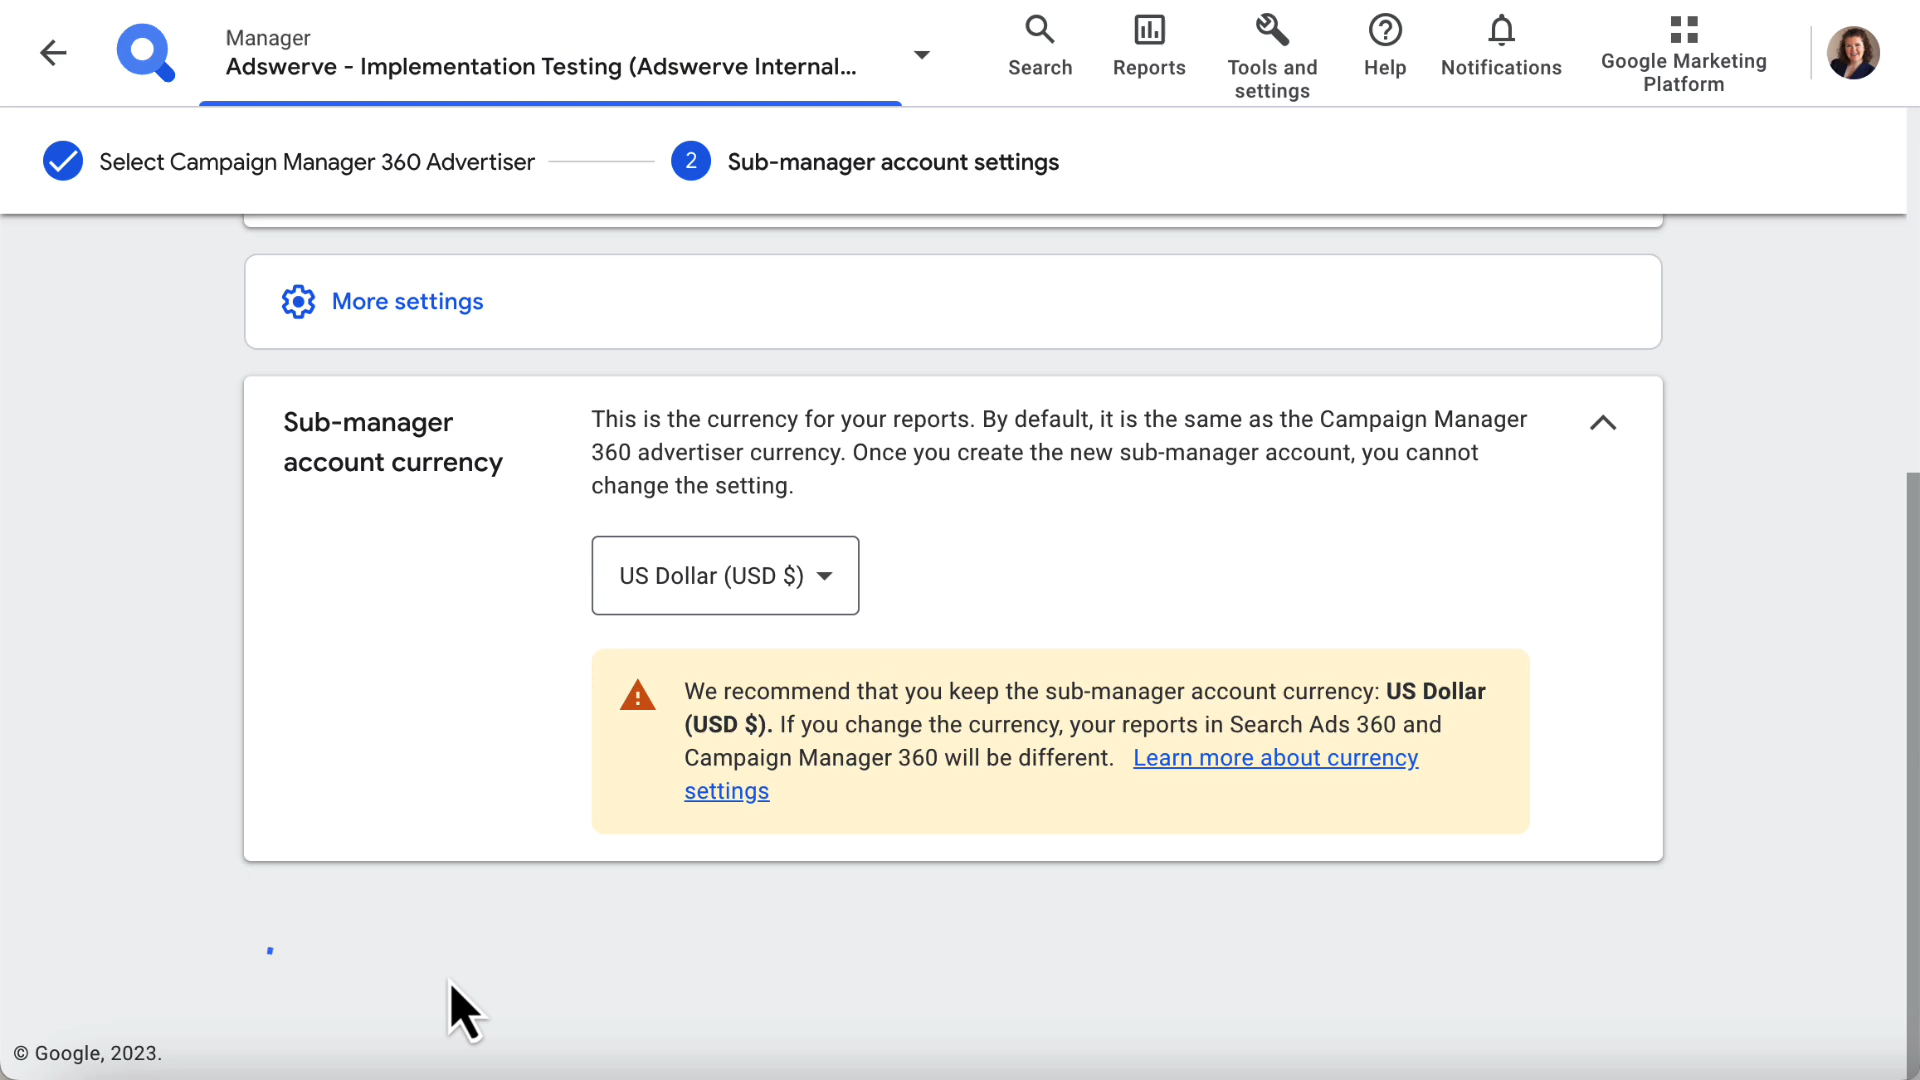 Manager
Adswerve - Implementation Testing (Adswerve Internal...
Search
Reports
Tools and
settings
Help
Notifications
Google Marketing
Platform
Select Campaign Manager 360 Advertiser
2
Sub-manager account settings
More settings
Sub-manager
account currency
This is the currency for your reports. By default, it is the same as the Campaign Manager
360 advertiser currency. Once you create the new sub-manager account, you cannot
change the setting.
US Dollar (USD $)
We recommend that you keep the sub-manager account currency: US Dollar
(USD $). If you change the currency, your reports in Search Ads 360 and
Campaign Manager 360 will be different. Learn more about currency
settings
© Google, 2023.